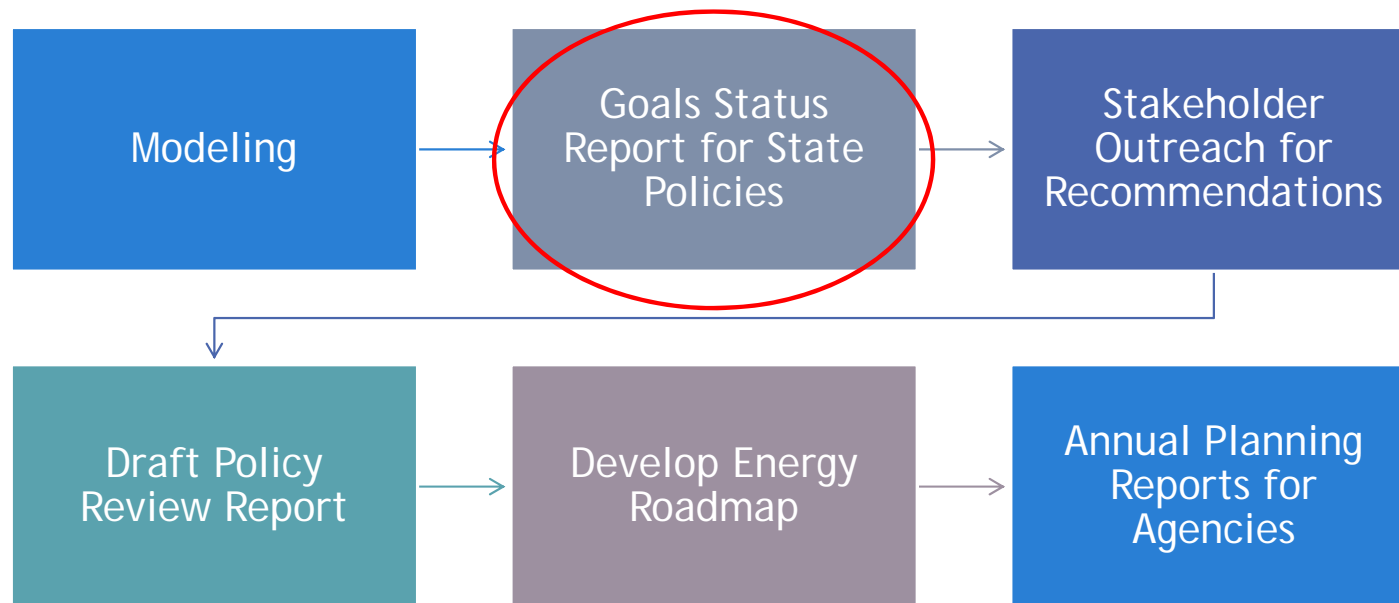 Modeling
Goals Status
Report for State
Policies
Stakeholder
Outreach for
Recommendations
Draft Policy
Review Report
Develop Energy
Roadmap
Annual Planning
Reports for
Agencies